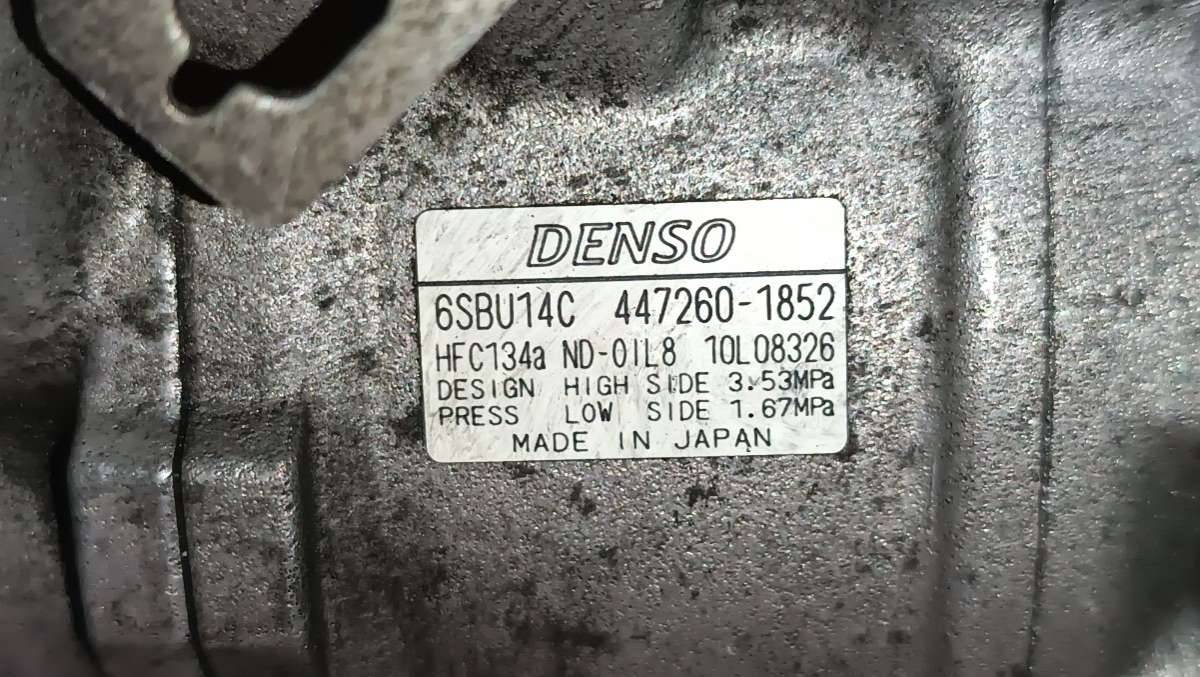 DENSO
6SBU14C 447260-1852
HFC134a ND-OIL8 10L08326
DESIGN HIGH SIDE 3.53MPa
PRESS LOW SIDE 1.67MPa
MADE IN JAPAN